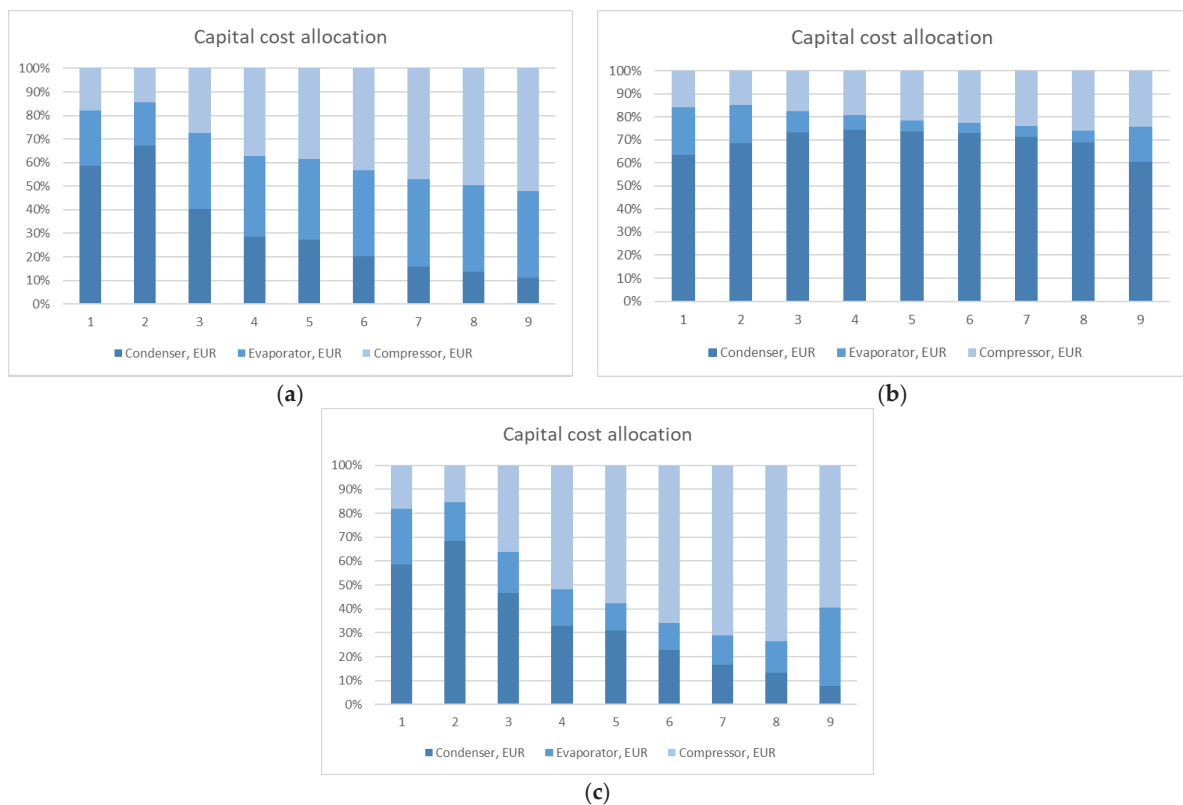 Capital cost allocation
100%
90%
80%
70%
60%
50%
40%
30%
20%
10%
0%
1 2 3 4 5 6 7 8 9
Condenser, EUR Evaporator, EUR Compressor, EUR
(a)
Capital cost allocation
100%
90%
80%
70%
60%
50%
40%
30%
20%
10%
0%
1 2 3 4 5 6 7 8 9
Condenser, EUR Evaporator, EUR Compressor, EUR
(b)
Capital cost allocation
100%
90%
80%
70%
60%
50%
40%
30%
20%
10%
0%
1 2 3 4 5 6 7 8 9
Condenser, EUR Evaporator, EUR Compressor, EUR
(c)